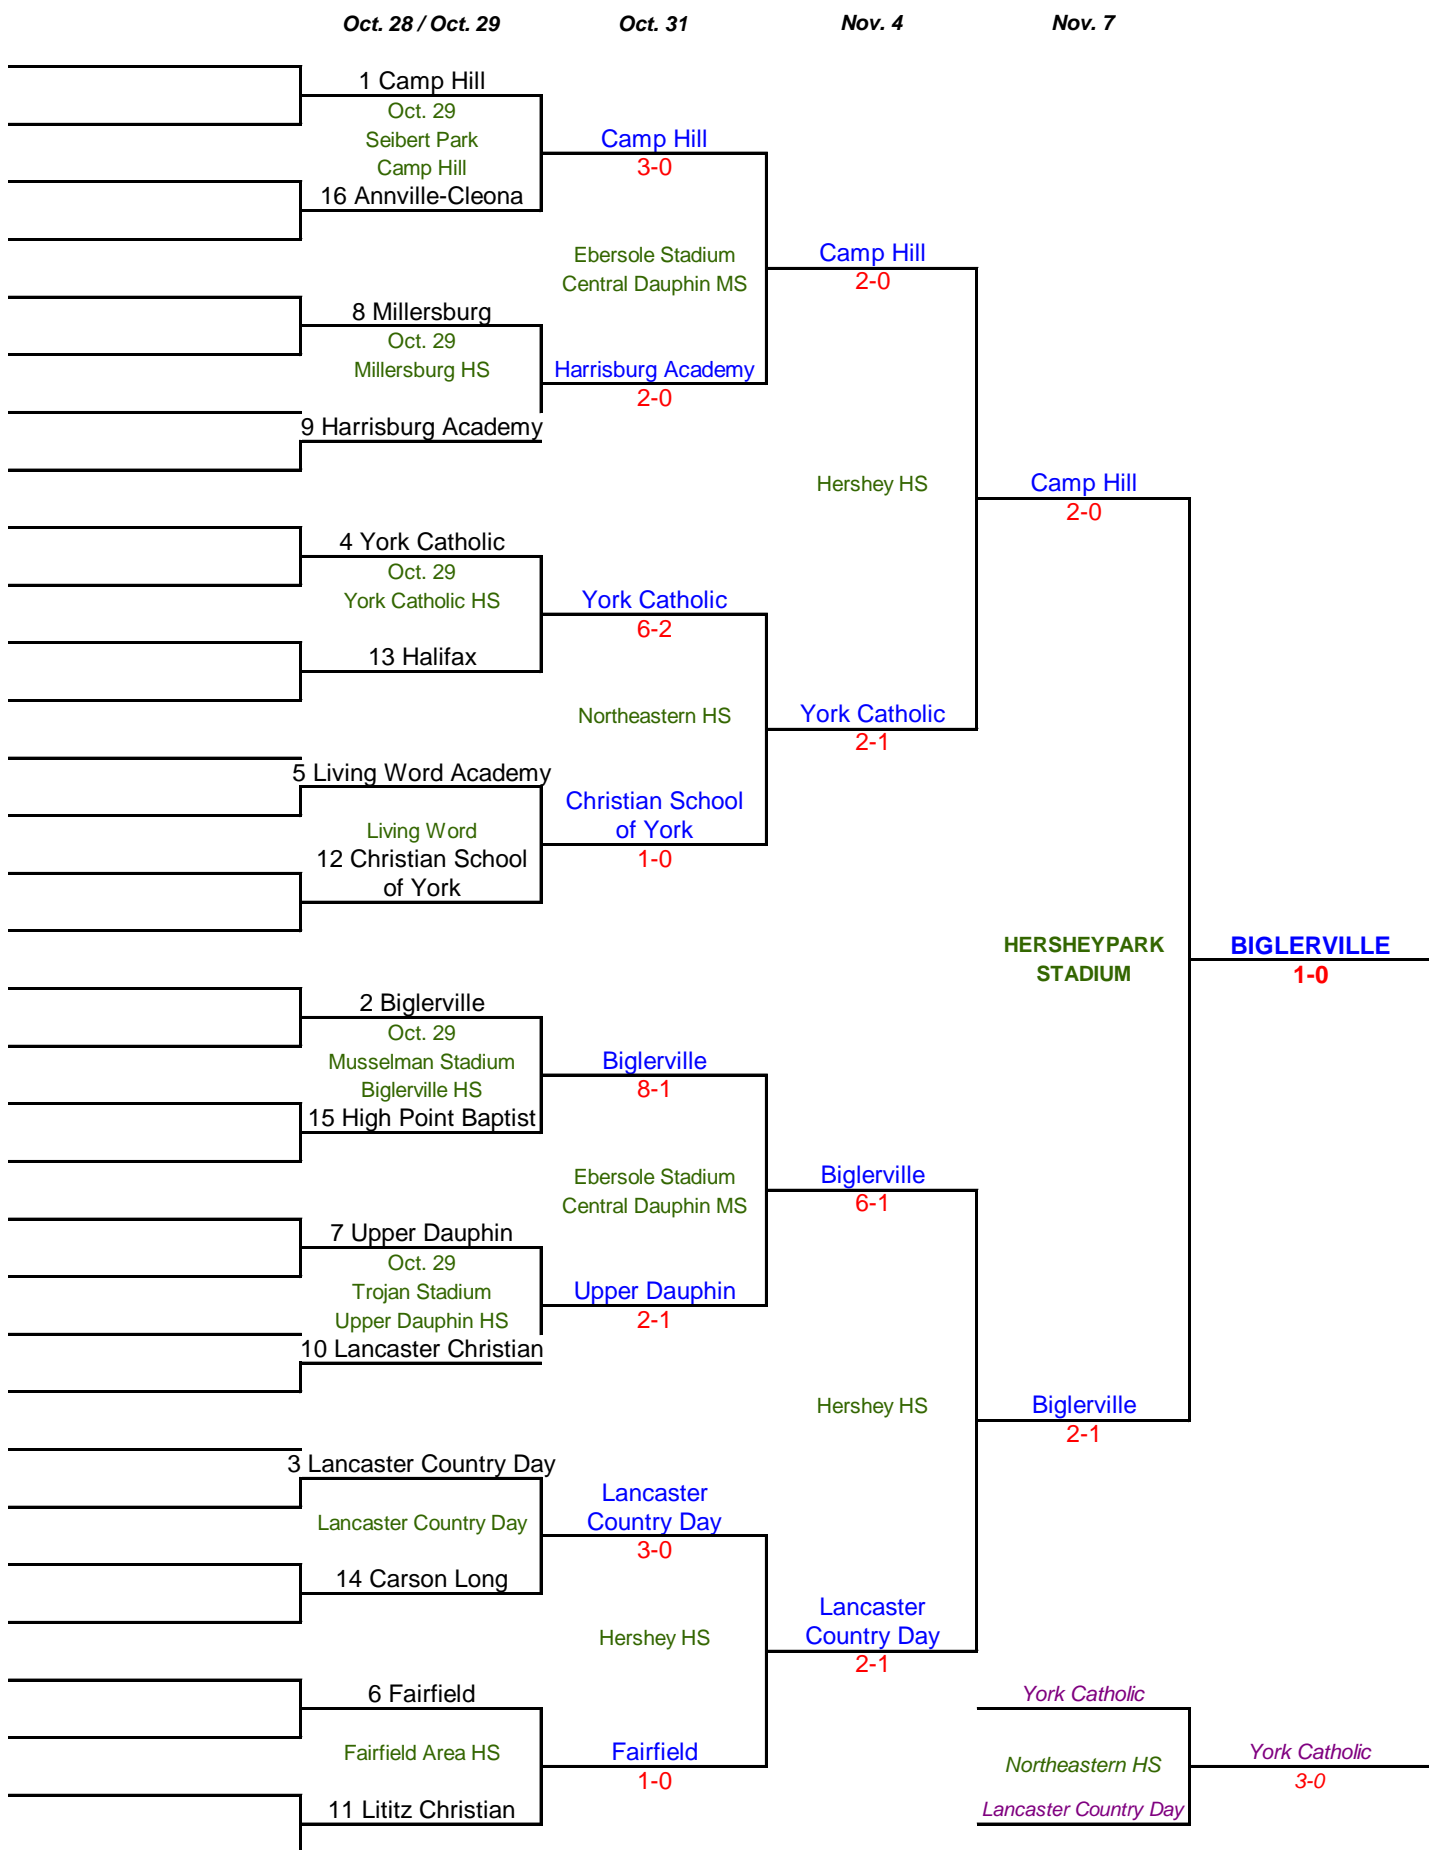 Oct. 28 / Oct. 29 Oct. 31 Nov. 4 Nov. 7
1 Camp Hill
Oct. 29
Seibert Park
Camp Hill
16 Annville-Cleona
Camp Hill
3-0
Ebersole Stadium
Central Dauphin MS
Camp Hill
2-0
8 Millersburg
Oct. 29
Millersburg HS
9 Harrisburg Academy
Harrisburg Academy
2-0
Hershey HS
Camp Hill
2-0
4 York Catholic
Oct. 29
York Catholic HS
13 Halifax
York Catholic
6-2
Northeastern HS
York Catholic
2-1
5 Living Word Academy
Living Word
12 Christian School
of York
Christian School
of York
1-0
HERSHEYPARK
STADIUM
BIGLERVILLE
1-0
2 Biglerville
Oct. 29
Musselman Stadium
Biglerville HS
15 High Point Baptist
Biglerville
8-1
Ebersole Stadium
Central Dauphin MS
Biglerville
6-1
7 Upper Dauphin
Oct. 29
Trojan Stadium
Upper Dauphin HS
10 Lancaster Christian
Upper Dauphin
2-1
Hershey HS
Biglerville
2-1
3 Lancaster Country Day
Lancaster Country Day
14 Carson Long
Lancaster
Country Day
3-0
Hershey HS
Lancaster
Country Day
2-1
6 Fairfield
Fairfield Area HS
11 Lititz Christian
Fairfield
1-0
York Catholic
Northeastern HS
Lancaster Country Day
York Catholic
3-0